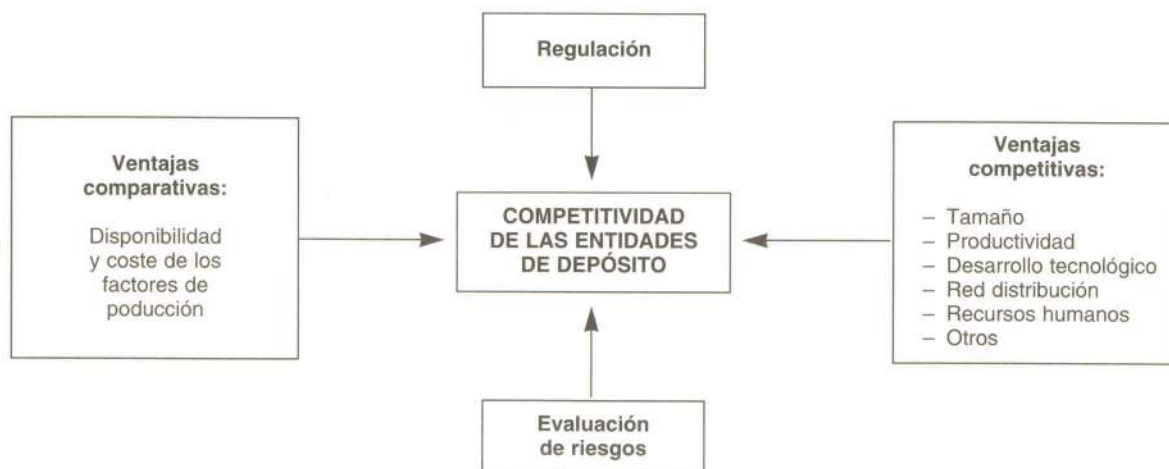 Regulación
Ventajas
comparativas:
Disponibilidad
y coste de los
factores de
poducción
COMPETITIVIDAD
DE LAS ENTIDADES
DE DEPÓSITO
Ventajas
competitivas:
– Tamaño
– Productividad
– Desarrollo tecnológico
– Red distribución
– Recursos humanos
– Otros
Evaluación
de riesgos